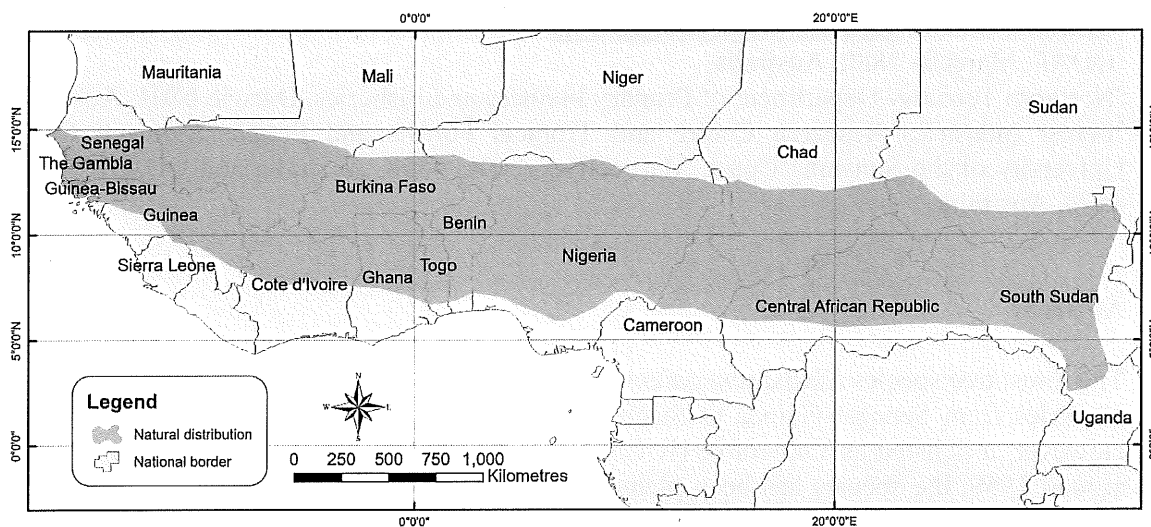 0°0'0"
20°0'0"E
Mauritania
Mali
Niger
Sudan
15°0'0"N
Senegal
Chad
The Gambia
Guinea-Bissau
Burkina Faso
Guinea
Benin
10°0'0"N
Sierra Leone
Togo
Nigeria
Cote d'Ivoire
Ghana
Central African Republic
South Sudan
Cameroon
5°0'0"N
Legend
Natural distribution
National border
N
W
E
S
Uganda
0°0'0"
0 250 500 750 1,000
Kilometres
0°0'0"
20°0'0"E